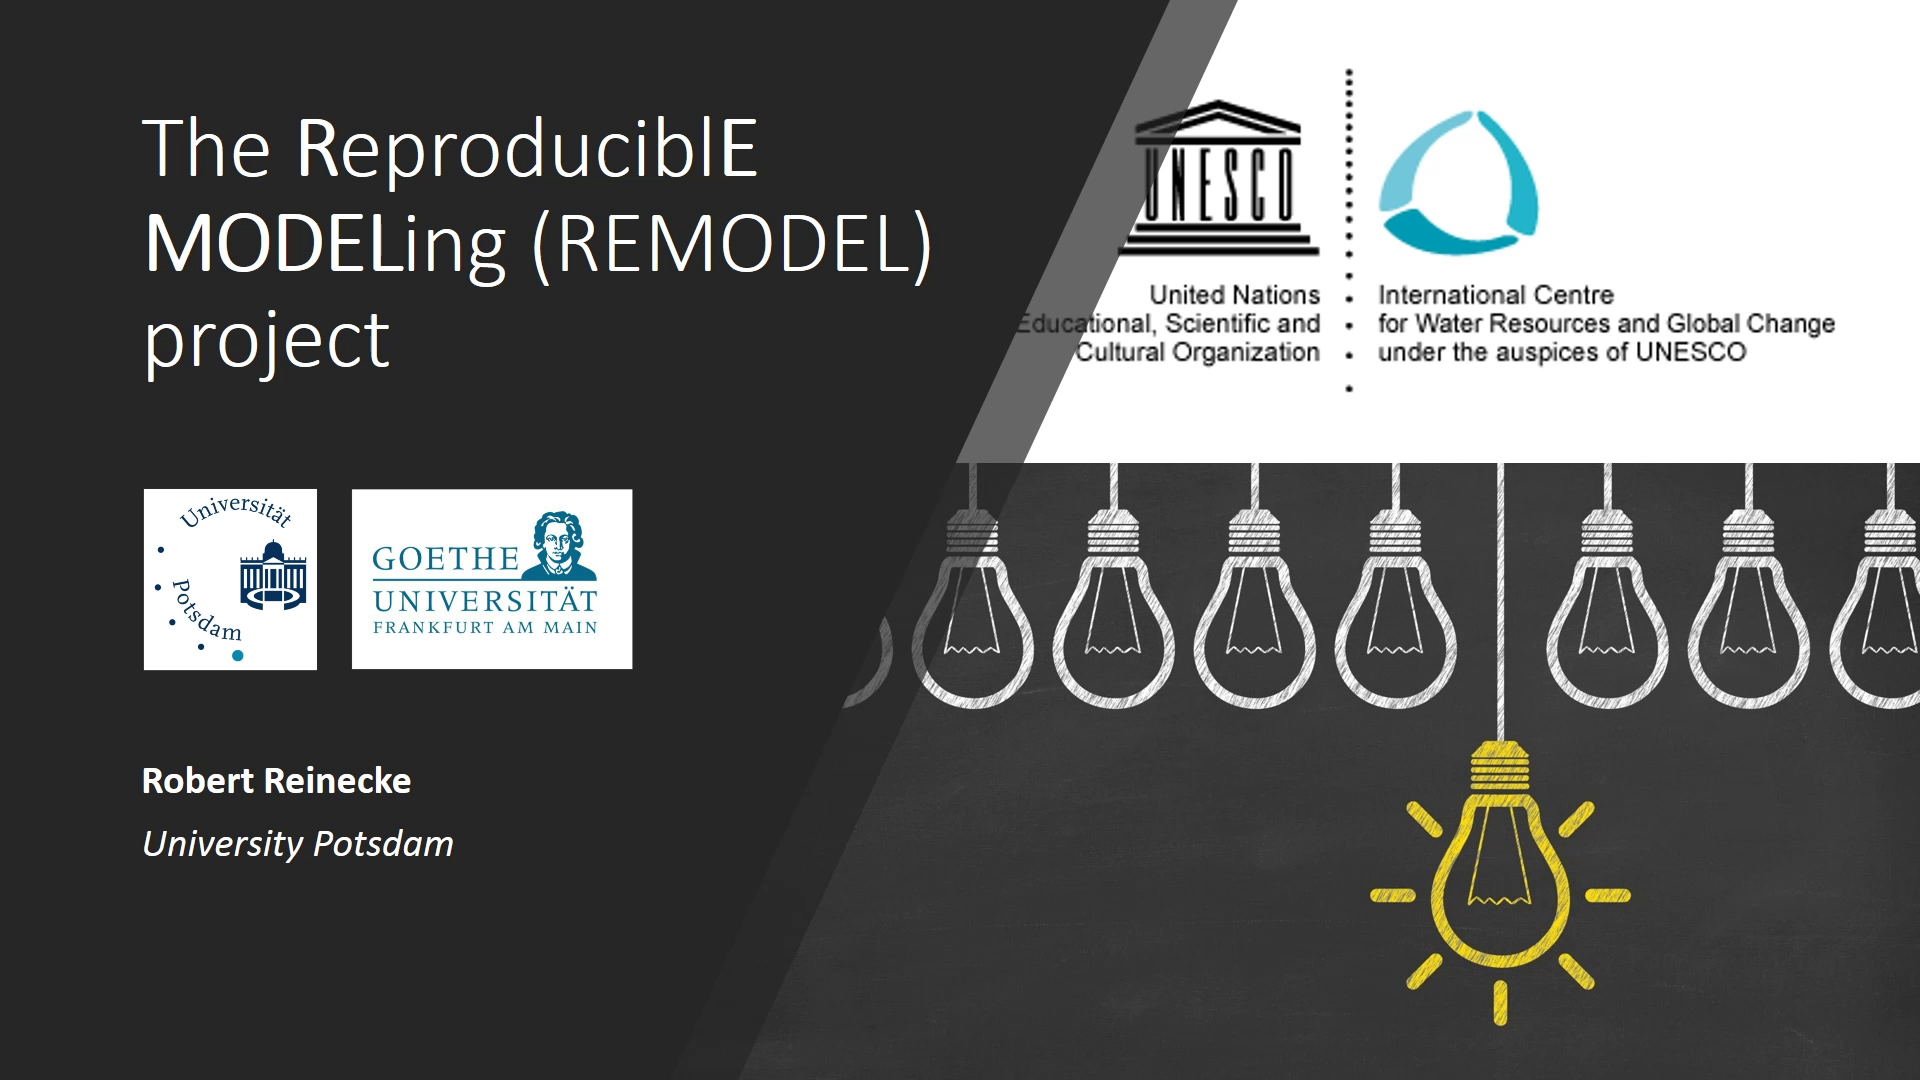 The ReproduciblE
MODELing (REMODEL)
project
UNESCO
United Nations
Educational, Scientific and
Cultural Organization
International Centre
for Water Resources and Global Change
under the auspices of UNESCO
Universität
Potsdam
GOETHE
UNIVERSITÄT
FRANKFURT AM MAIN
Robert Reinecke
University Potsdam